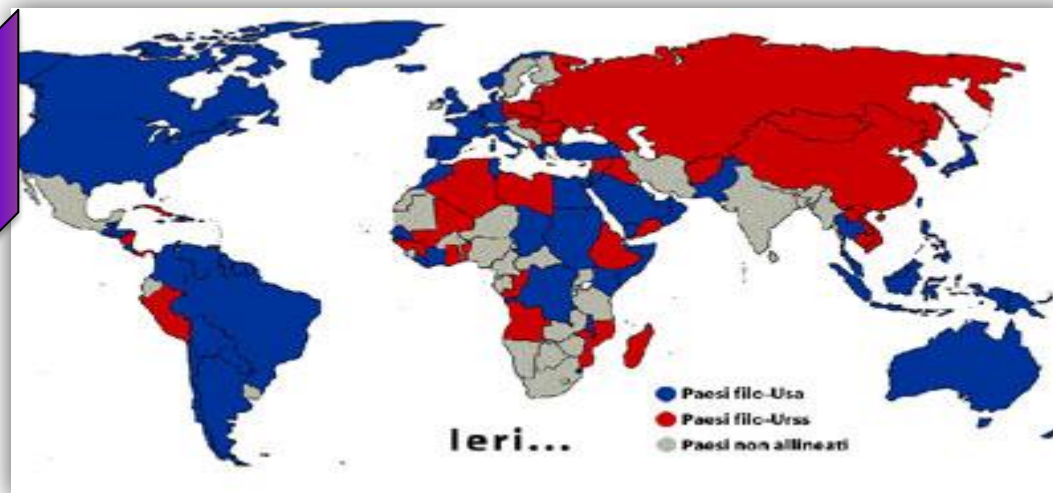 Ieri...
Paesi filo-Usa
Paesi filo-Urss
Paesi non allineati